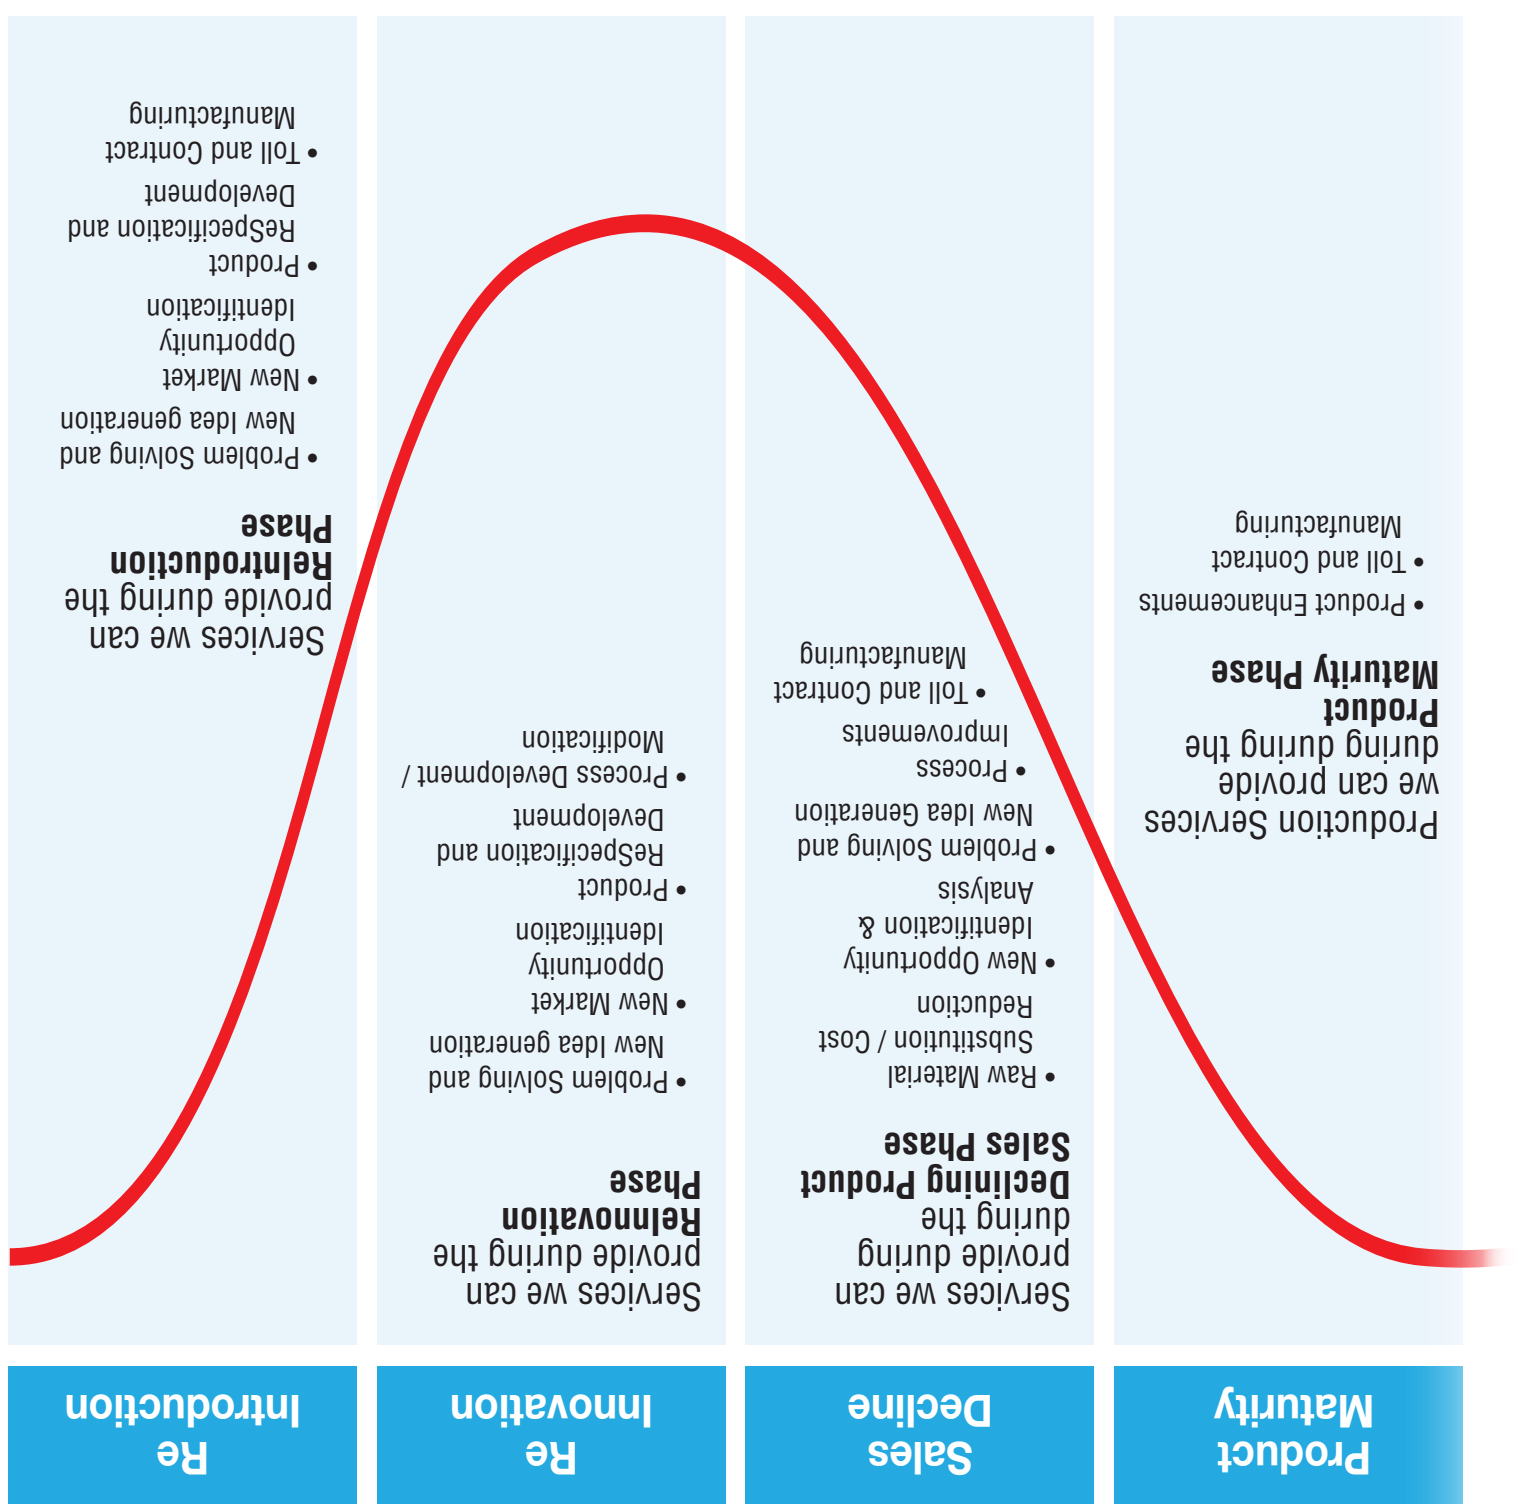 Product
Maturity
Production Services
we can provide
during during the
Product
Maturity Phase
• Product Enhancements
• Toll and Contract
Manufacturing
Sales
Decline
Services we can
provide during
during the
Declining Product
Sales Phase
• Raw Material
Substitution / Cost
Reduction
• New Opportunity
Identification &
Analysis
• Problem Solving and
New Idea Generation
• Process
Improvements
• Toll and Contract
Manufacturing
Re
Innovation
Services we can
provide during the
ReInnovation
Phase
• Problem Solving and
New Idea generation
• New Market
Opportunity
Identification
• Product
ReSpecification and
Development
• Process Development /
Modification
Re
Introduction
Services we can
provide during the
ReIntroduction
Phase
• Problem Solving and
New Idea generation
• New Market
Opportunity
Identification
• Product
ReSpecification and
Development
• Toll and Contract
Manufacturing